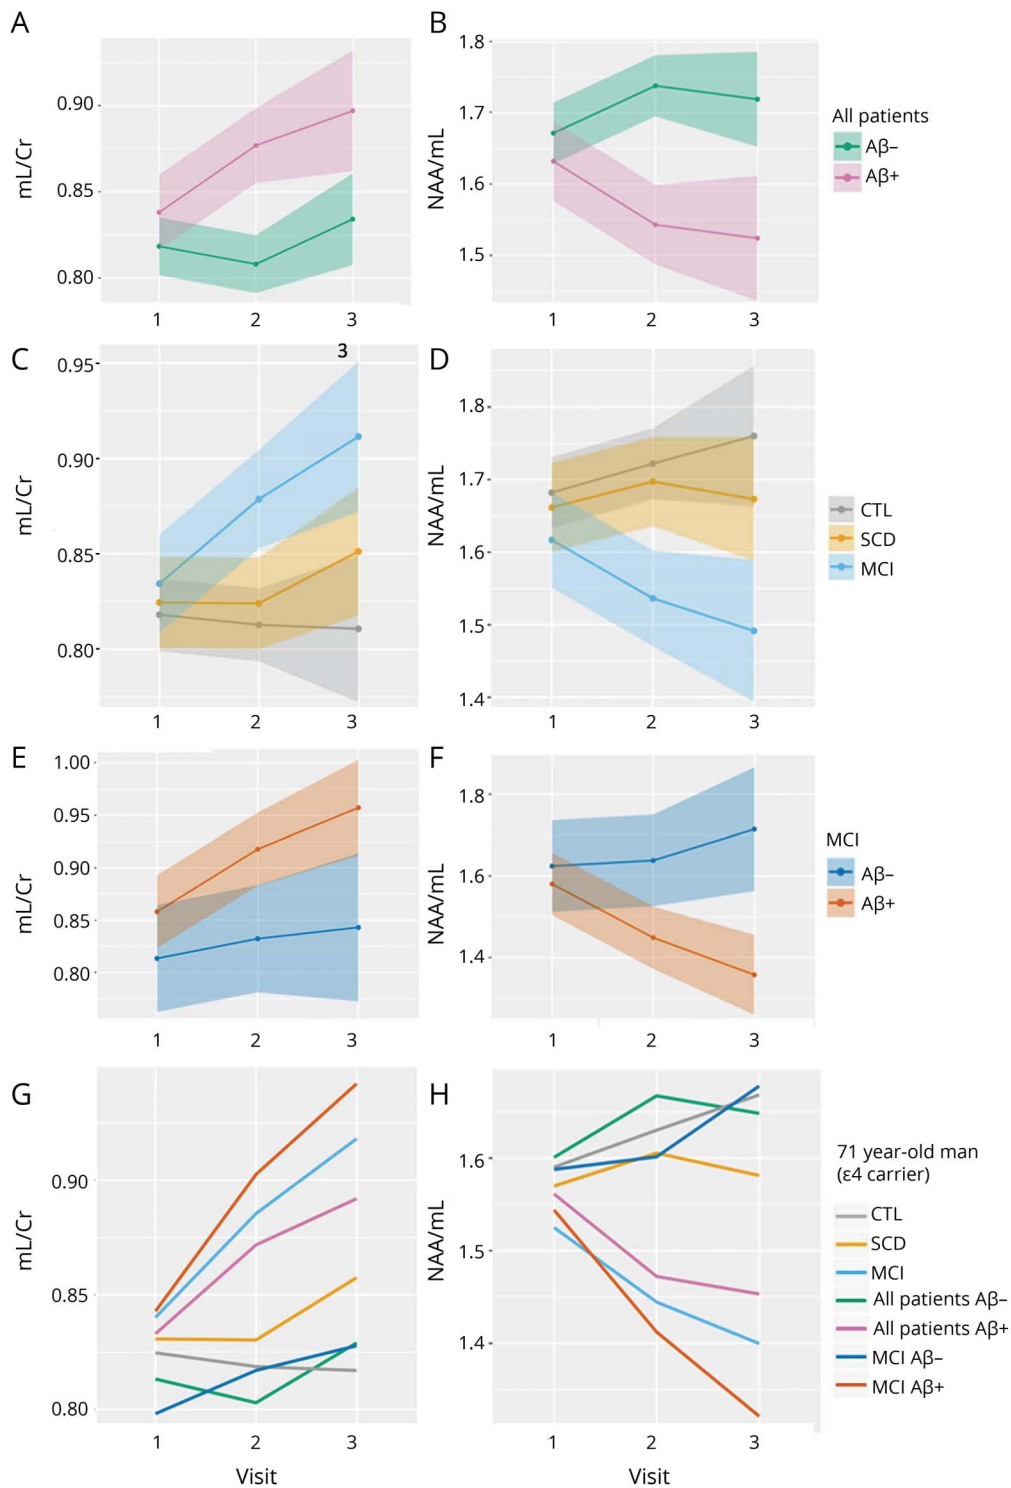 A
B
mL/Cr
0.90
0.85
0.80
1 2 3
NAA/mL
1.8
1.7
1.6
1.5
1 2 3
All patients
Aβ–
Aβ+
C
D
mL/Cr
0.95
0.90
0.85
0.80
3
1 2 3
NAA/mL
1.8
1.7
1.6
1.5
1.4
1 2 3
CTL
SCD
MCI
E
F
mL/Cr
1.00
0.95
0.90
0.85
0.80
1 2 3
NAA/mL
1.8
1.6
1.4
1 2 3
MCI
Aβ–
Aβ+
G
H
mL/Cr
0.90
0.85
0.80
1 2 3
Visit
NAA/mL
1.6
1.5
1.4
1 2 3
Visit
71 year-old man
(ε4 carrier)
CTL
SCD
MCI
All patients Aβ–
All patients Aβ+
MCI Aβ–
MCI Aβ+